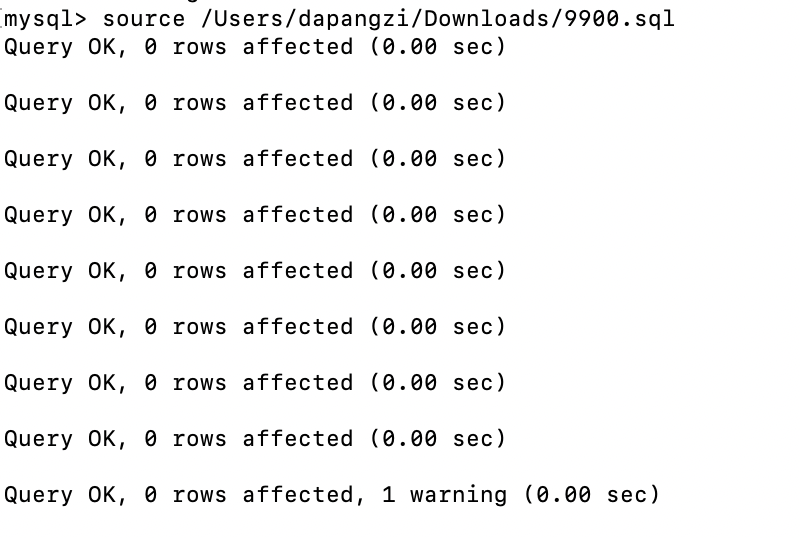 [mysql> source /Users/dapangzi/Downloads/9900.sql
Query OK, 0 rows affected (0.00 sec)
Query OK, 0 rows affected (0.00 sec)
Query OK, 0 rows affected (0.00 sec)
Query OK, 0 rows affected (0.00 sec)
Query OK, 0 rows affected (0.00 sec)
Query OK, 0 rows affected (0.00 sec)
Query OK, 0 rows affected (0.00 sec)
Query OK, 0 rows affected (0.00 sec)
Query OK, 0 rows affected, 1 warning (0.00 sec)